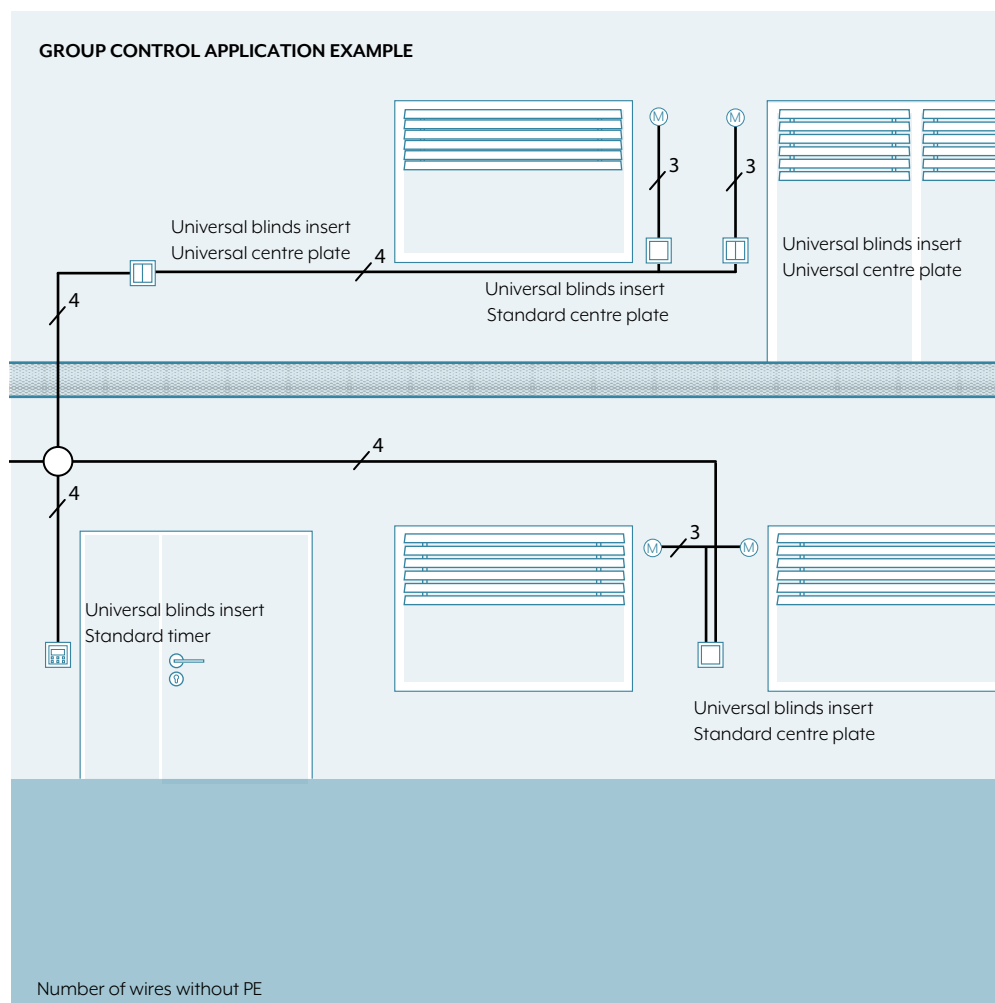 GROUP CONTROL APPLICATION EXAMPLE
M
M
3
3
Universal blinds insert
Universal centre plate
4
Universal blinds insert
Universal centre plate
Universal blinds insert
Standard centre plate
4
4
4
3
M
M
Universal blinds insert
Standard timer
Universal blinds insert
Standard centre plate
Number of wires without PE